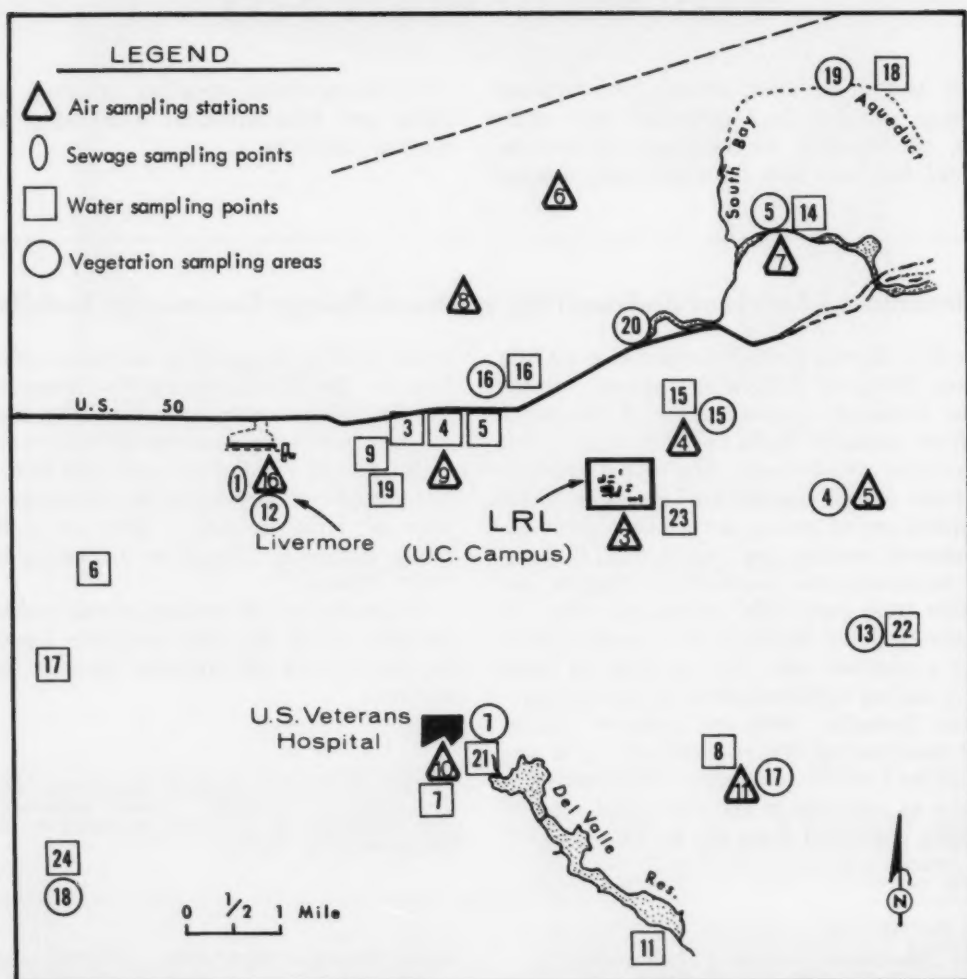 LEGEND
Air sampling stations
Sewage sampling points
Water sampling points
Vegetation sampling areas
19 18
South Bay Aqueduct
6
5 14
7
8
20
16 16
U.S. 50
15
15
3 4 5
4
9
9
1 16
19
12
Livermore
LRL
(U.C. Campus)
3
23
4 5
6
13 22
17
U.S. Veterans
Hospital
7
10
21
7
8
11
17
Del Valle Res.
24
18
0 1/2 1 Mile
11
N